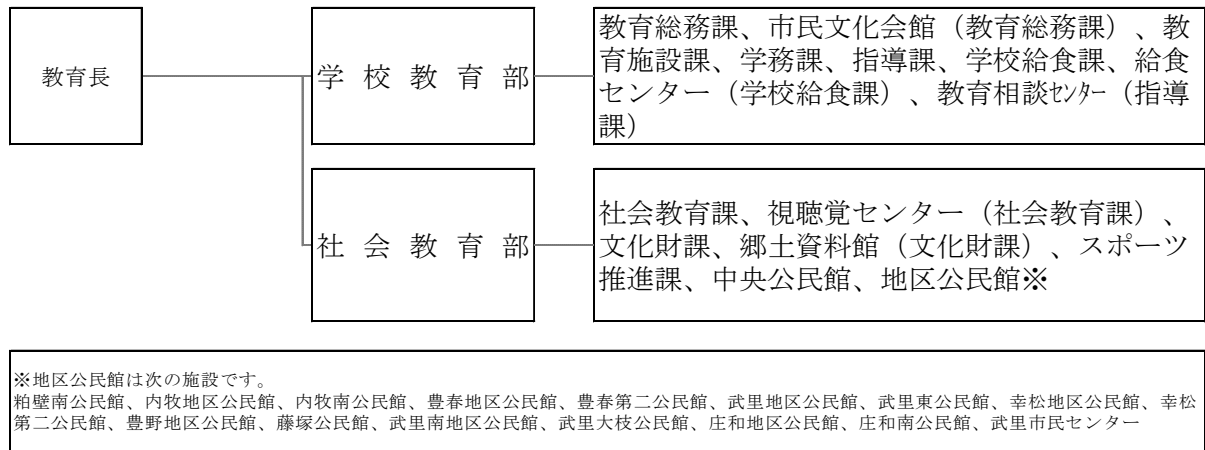 教育長
学校教育部
教育総務課、市民文化会館（教育総務課）、教
育施設課、学務課、指導課、学校給食課、給食
センター（学校給食課）、教育相談ｾﾝﾀｰ（指導
課）
社会教育部
社会教育課、視聴覚センター（社会教育課）、
文化財課、郷土資料館（文化財課）、スポーツ
推進課、中央公民館、地区公民館※
※地区公民館は次の施設です。
粕壁南公民館、内牧地区公民館、内牧南公民館、豊春地区公民館、豊春第二公民館、武里地区公民館、武里東公民館、幸松地区公民館、幸松
第二公民館、豊野地区公民館、藤塚公民館、武里南地区公民館、武里大枝公民館、庄和地区公民館、庄和南公民館、武里市民センター